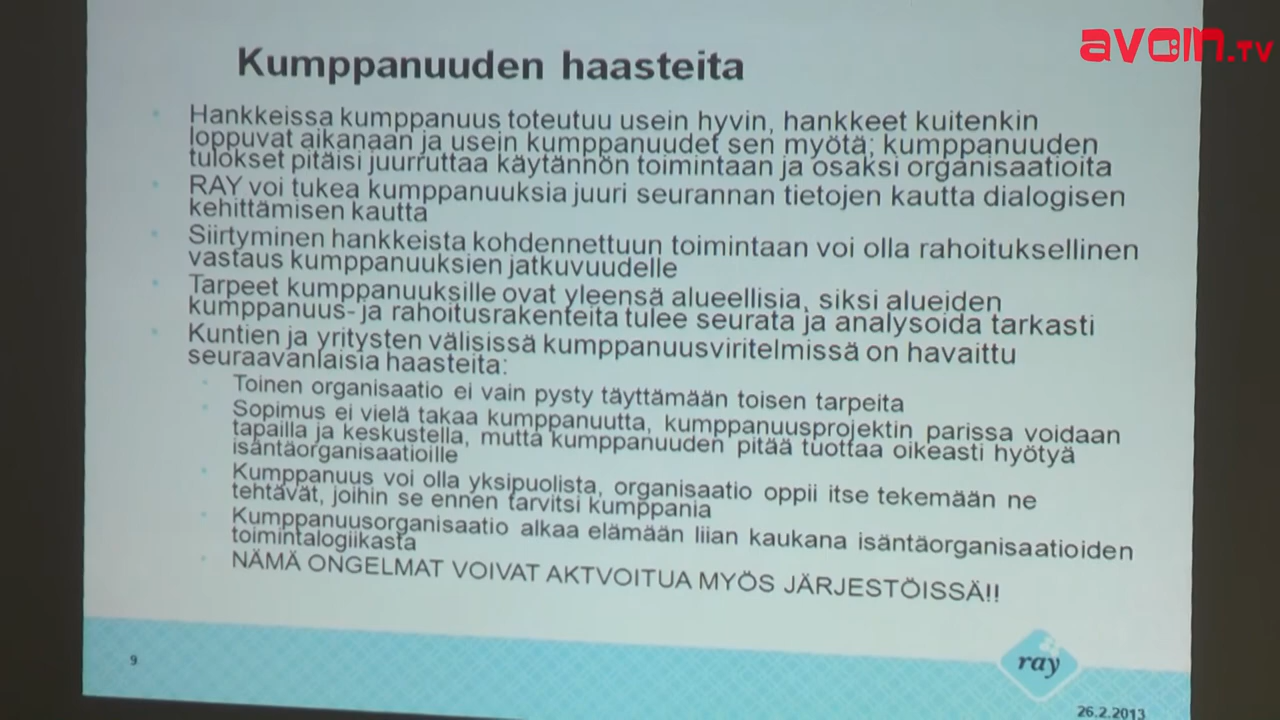 avoin.tv
Kumppanuuden haasteita
Hankkeissa kumppanuus toteutuu usein hyvin, hankkeet kuitenkin
loppuvat aikanaan ja usein kumppanuudet sen myötä; kumppanuuden
tulokset pitäisi juurruttaa käytännön toimintaan ja osaksi organisaatioita
RAY voi tukea kumppanuuksia juuri seurannan tietojen kautta dialogisen
kehittämisen kautta
Siirtyminen hankkeista kohdennettuun toimintaan voi olla rahoituksellinen
vastaus kumppanuuksien jatkuvuudelle
Tarpeet kumppanuuksille ovat yleensä alueellisia, siksi alueiden
kumppanuus- ja rahoitusrakenteita tulee seurata ja analysoida tarkasti
Kuntien ja yritysten välisissä kumppanuusviritelmissä on havaittu
seuraavanlaisia haasteita:
Toinen organisaatio ei vain pysty täyttämään toisen tarpeita
Sopimus ei vielä takaa kumppanuutta, kumppanuusprojektin parissa voidaan
tapailla ja keskustella, mutta kumppanuuden pitää tuottaa oikeasti hyötyä
isäntäorganisaatioille
Kumppanuus voi olla yksipuolista, organisaatio oppii itse tekemään ne
tehtävät, joihin se ennen tarvitsi kumppania
Kumppanuusorganisaatio alkaa elämään liian kaukana isäntäorganisaatioiden
toimintalogiikasta
NÄMÄ ONGELMAT VOIVAT AKTVOITUA MYÖS JÄRJESTÖISSÄ!!
9
ray
26.2.2013